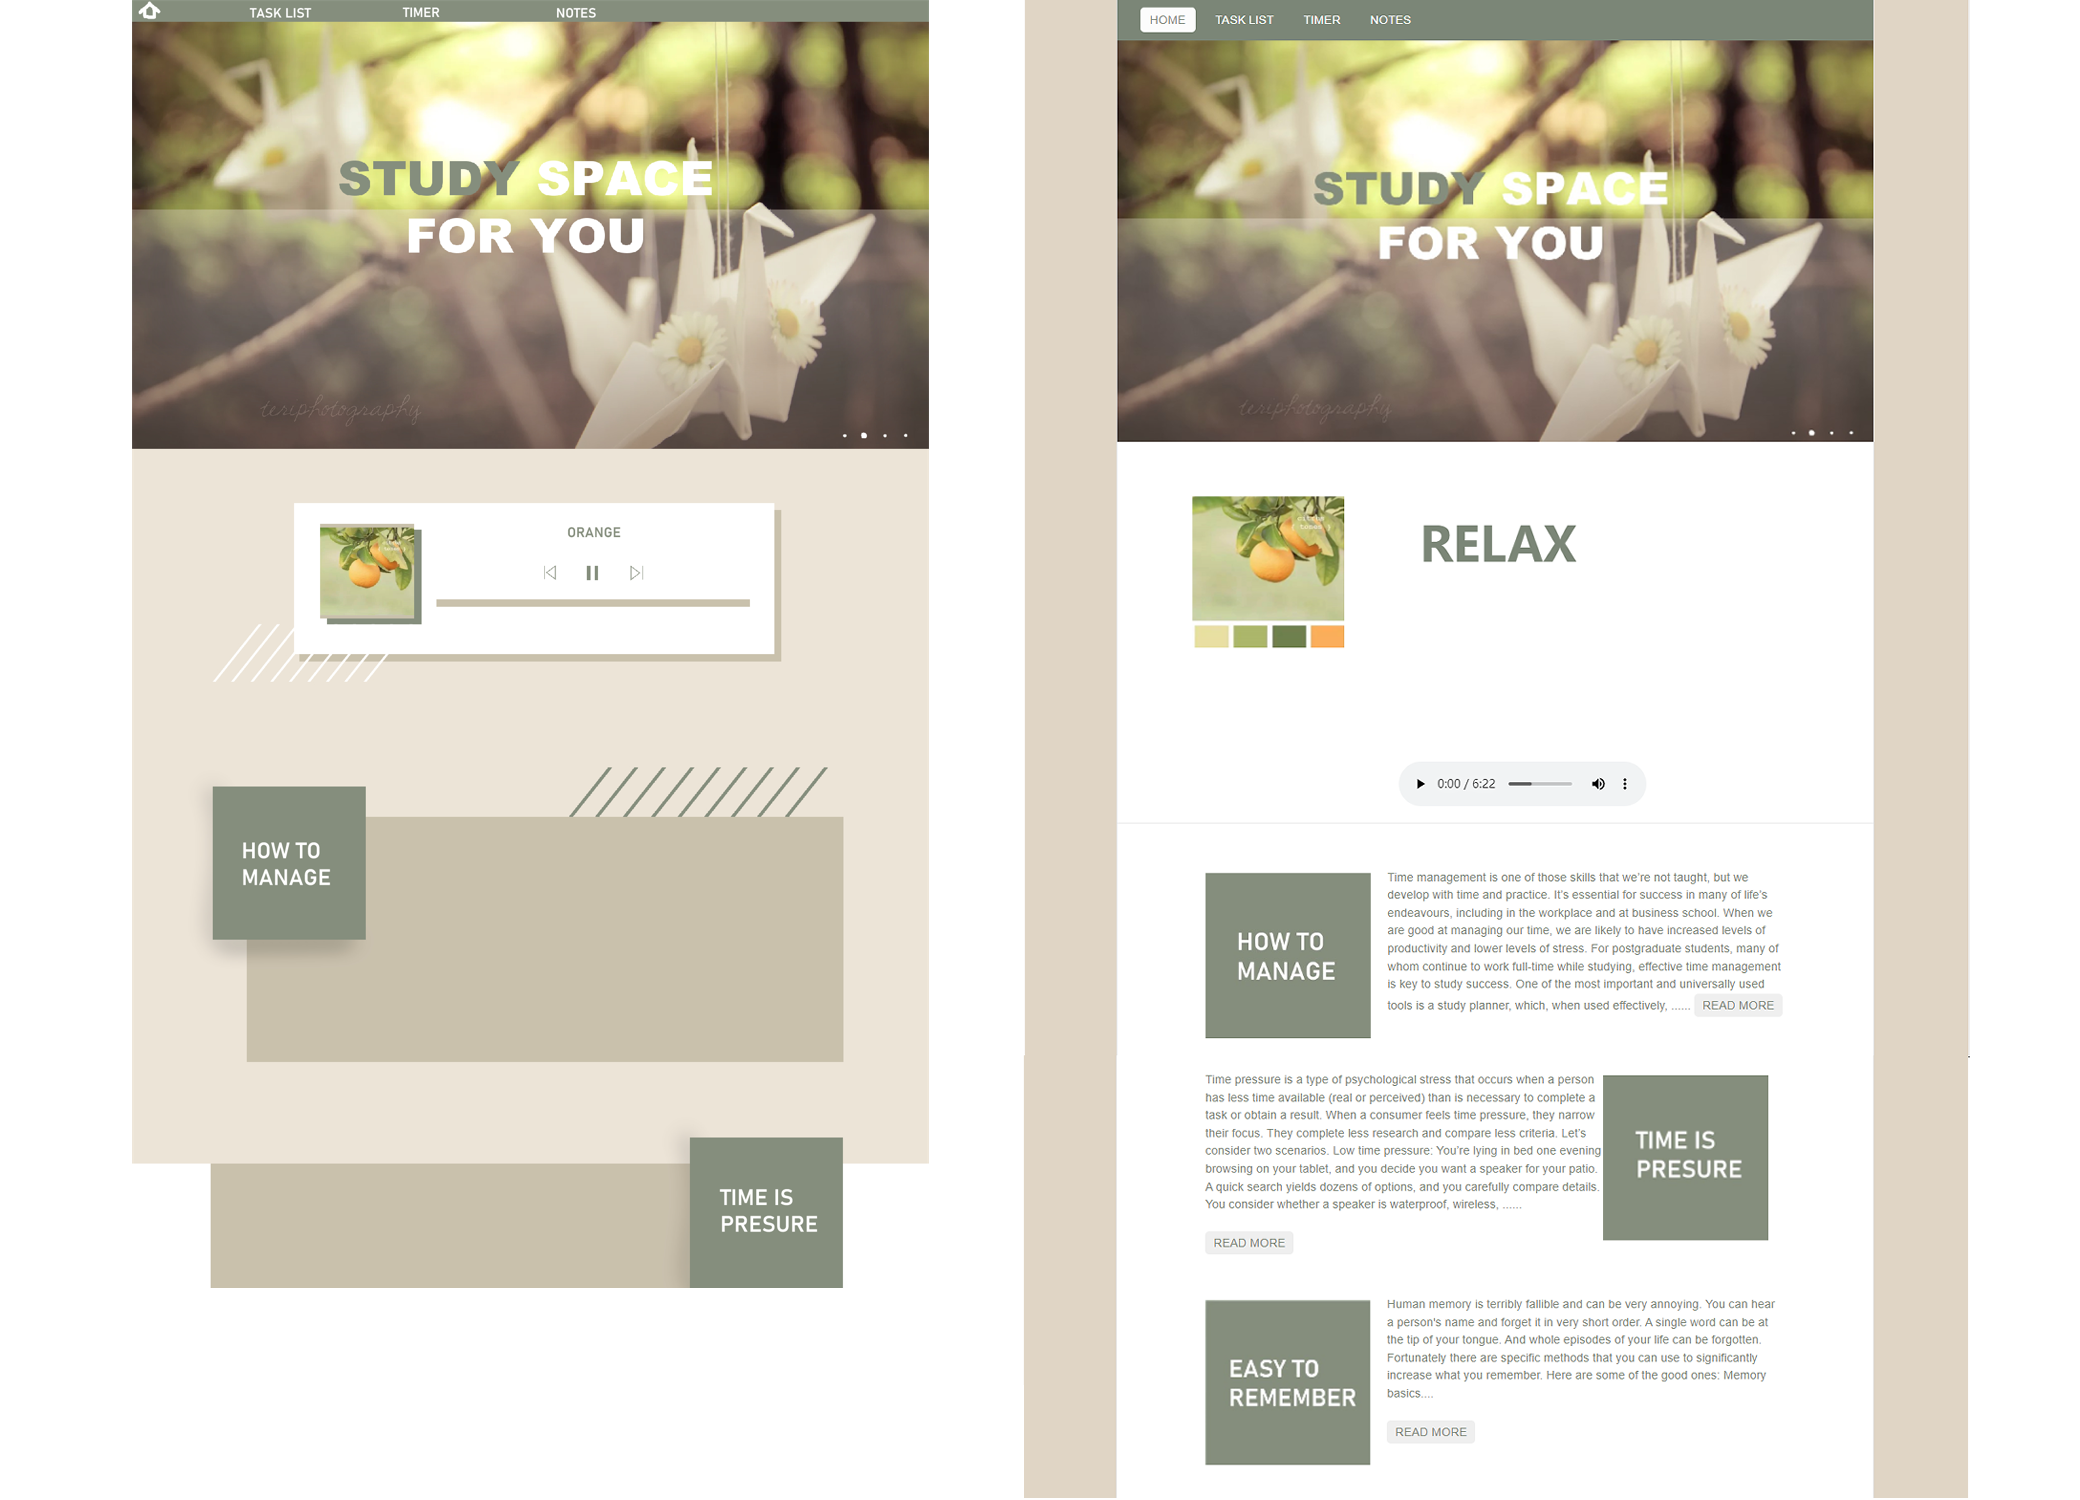 TASK LIST
TIMER
NOTES
STUDY SPACE
FOR YOU
teriphotography
ORANGE
HOW TO
MANAGE
TIME IS
PRESURE
HOME
TASK LIST
TIMER
NOTES
STUDY SPACE
FOR YOU
teriphotography
RELAX
0:00 / 6:22
HOW TO
MANAGE
Time management is one of those skills that we're not taught, but we
develop with time and practice. It's essential for success in many of life's
endeavours, including in the workplace and at business school. When we
are good at managing our time, we are likely to have increased levels of
productivity and lower levels of stress. For postgraduate students, many of
whom continue to work full-time while studying, effective time management
is key to study success. One of the most important and universally used
tools is a study planner, which, when used effectively, ...... READ MORE
Time pressure is a type of psychological stress that occurs when a person
has less time available (real or perceived) than is necessary to complete a
task or obtain a result. When a consumer feels time pressure, they narrow
their focus. They complete less research and compare less criteria. Let's
consider two scenarios. Low time pressure: You're lying in bed one evening
browsing on your tablet, and you decide you want a speaker for your patio.
A quick search yields dozens of options, and you carefully compare details.
You consider whether a speaker is waterproof, wireless, ......
READ MORE
TIME IS
PRESURE
EASY TO
REMEMBER
Human memory is terribly fallible and can be very annoying. You can hear
a person's name and forget it in very short order. A single word can be at
the tip of your tongue. And whole episodes of your life can be forgotten.
Fortunately there are specific methods that you can use to significantly
increase what you remember. Here are some of the good ones: Memory
basics....
READ MORE